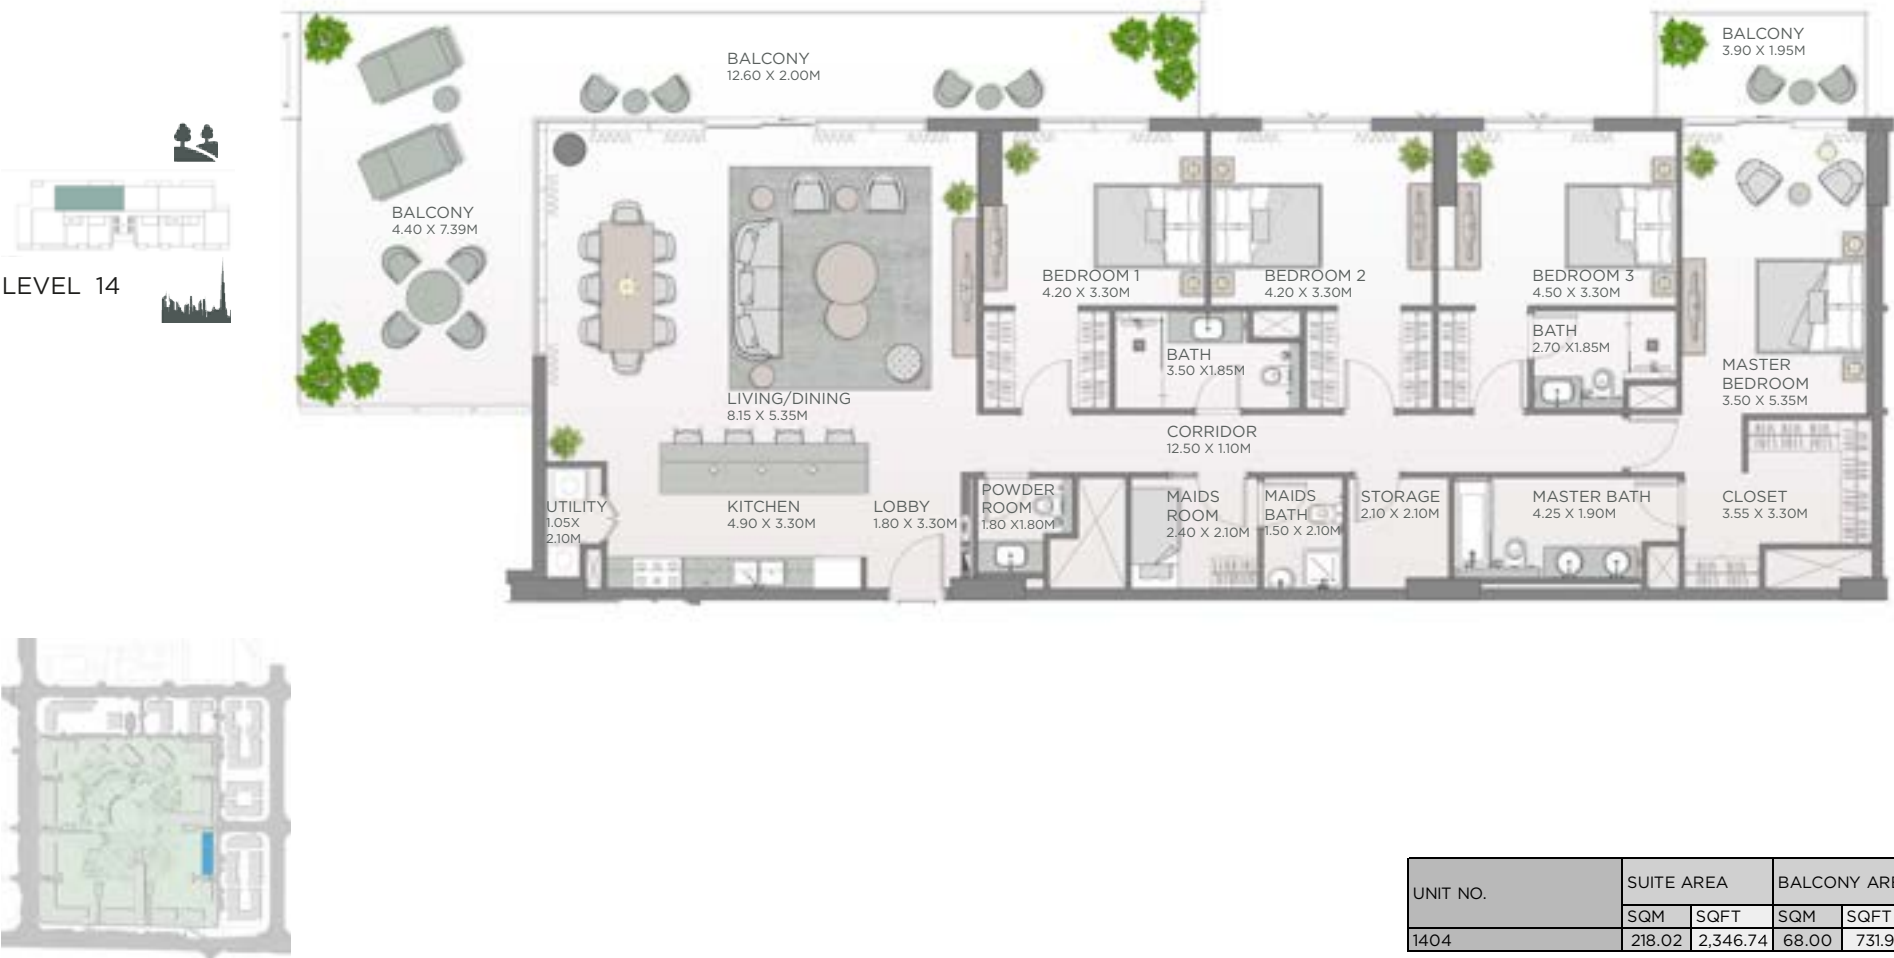 BALCONY
12.60 X 2.00M
BALCONY
3.90 X 1.95M
BALCONY
4.40 X 7.39M
LEVEL 14
BEDROOM 1
4.20 X 3.30M
BEDROOM 2
4.20 X 3.30M
BEDROOM 3
4.50 X 3.30M
BATH
3.50 X1.85M
BATH
2.70 X1.85M
MASTER
BEDROOM
3.50 X 5.35M
LIVING/DINING
8.15 X 5.35M
CORRIDOR
12.50 X 1.10M
UTILITY
1.05X
2.10M
KITCHEN
4.90 X 3.30M
LOBBY
1.80 X 3.30M
POWDER
ROOM
1.80 X1.80M
MAIDS
ROOM
2.40 X 2.10M
MAIDS
BATH
1.50 X 2.10M
STORAGE
2.10 X 2.10M
MASTER BATH
4.25 X 1.90M
CLOSET
3.55 X 3.30M
UNIT NO.
SUITE AREA
BALCONY ARE
SQM SQFT SQM SQFT
1404 218.02 2,346.74 68.00 731.9